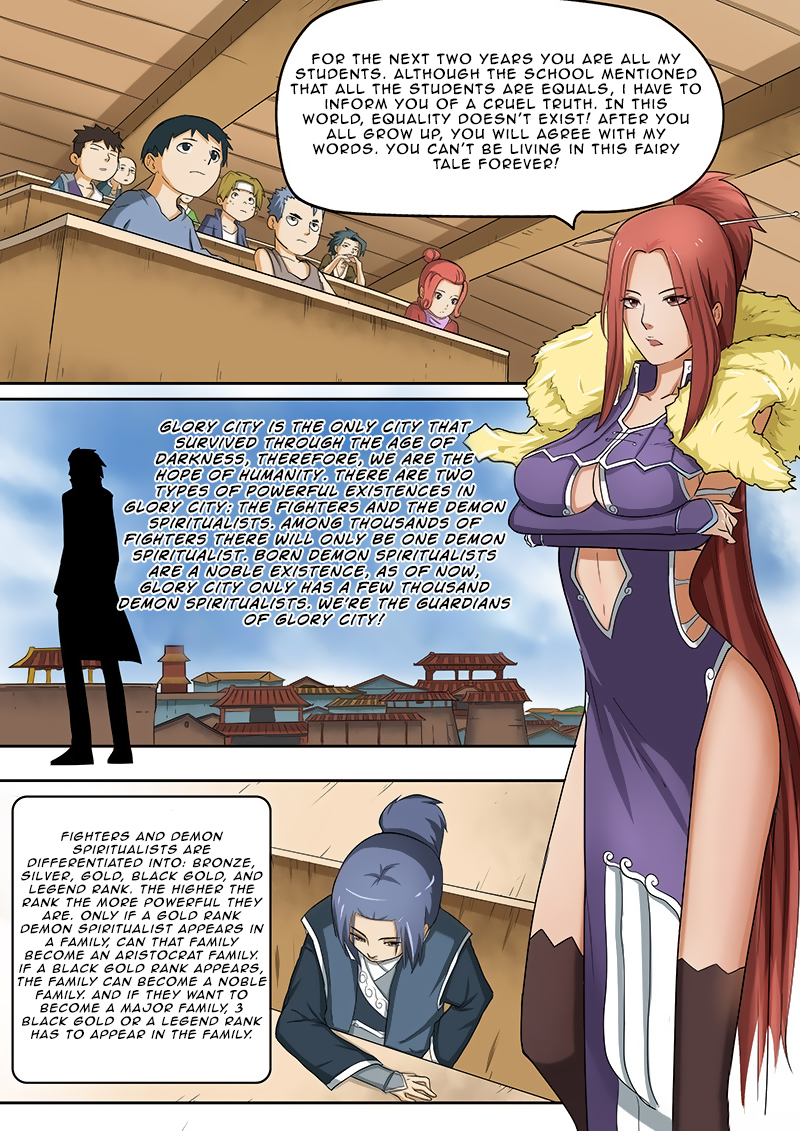 FOR THE NEXT TWO YEARS YOU ARE ALL MY
STUDENTS. ALTHOUGH THE SCHOOL MENTIONED
THAT ALL THE STUDENTS ARE EQUALS, I HAVE TO
INFORM YOU OF A CRUEL TRUTH. IN THIS
WORLD, EQUALITY DOESN'T EXIST! AFTER YOU
ALL GROW UP, YOU WILL AGREE WITH MY
WORDS. YOU CAN'T BE LIVING IN THIS FAIRY
TALE FOREVER!
GLORY CITY IS THE ONLY CITY THAT
SURVIVED THROUGH THE AGE OF
DARKNESS, THEREFORE, WE ARE THE
HOPE OF HUMANITY. THERE ARE TWO
TYPES OF POWERFUL EXISTENCES IN
GLORY CITY: THE FIGHTERS AND THE DEMON
SPIRITUALISTS. AMONG THOUSANDS OF
FIGHTERS THERE WILL ONLY BE ONE DEMON
SPIRITUALIST. BORN DEMON SPIRITUALISTS
ARE A NOBLE EXISTENCE, AS OF NOW,
GLORY CITY ONLY HAS A FEW THOUSAND
DEMON SPIRITUALISTS. WE'RE THE GUARDIANS
OF GLORY CITY!
FIGHTERS AND DEMON
SPIRITUALISTS ARE
DIFFERENTIATED INTO: BRONZE,
SILVER, GOLD, BLACK GOLD, AND
LEGEND RANK. THE HIGHER THE
RANK THE MORE POWERFUL THEY
ARE. ONLY IF A GOLD RANK
DEMON SPIRITUALIST APPEARS IN
A FAMILY, CAN THAT FAMILY
BECOME AN ARISTOCRAT FAMILY.
IF A BLACK GOLD RANK APPEARS,
THE FAMILY CAN BECOME A NOBLE
FAMILY. AND IF THEY WANT TO
BECOME A MAJOR FAMILY, 3
BLACK GOLD OR A LEGEND RANK
HAS TO APPEAR IN THE FAMILY.